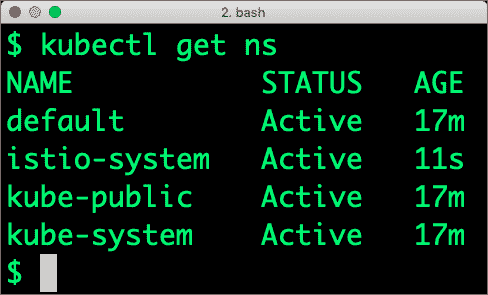 2. bash
$ kubectl get ns
NAME STATUS AGE
default Active 17m
istio-system Active 11s
kube-public Active 17m
kube-system Active 17m
$